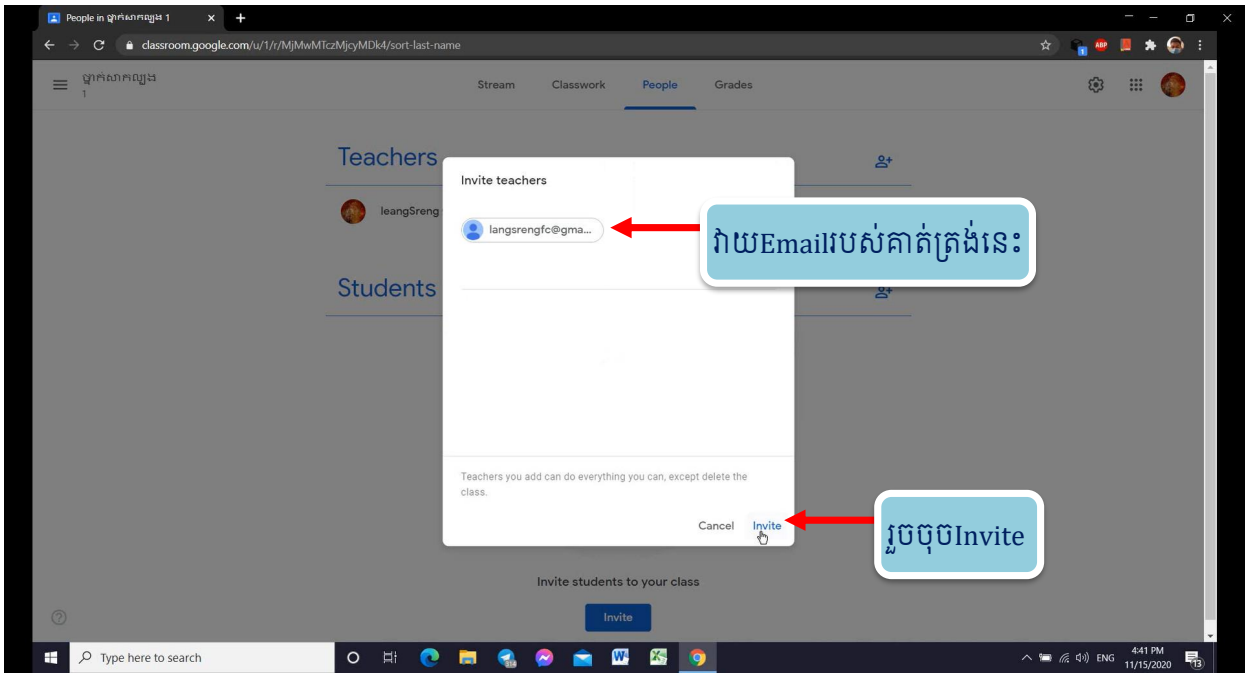 People in ថ្នាក់សាកល្បង 1
classroom.google.com/u/1/r/MjMwMTczMjcyMDk4/sort-last-name
ថ្នាក់សាកល្បង
1
Stream Classwork People Grades
Teachers
leangSreng
Students
Invite teachers
langsrengfc@gma...
វាយEmailរបស់គាត់ត្រង់នេះ
Teachers you add can do everything you can, except delete the
class.
Cancel Invite
រួចចុចInvite
Invite students to your class
Invite
Type here to search
ENG
4:41 PM
11/15/2020
13